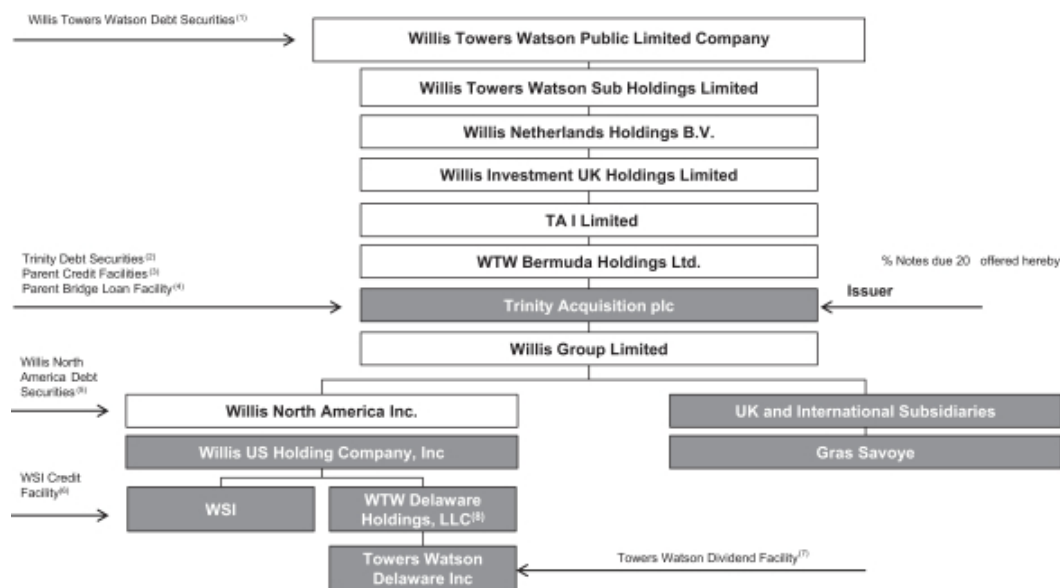 Willis Towers Watson Debt Securities (1)
Willis Towers Watson Public Limited Company
Willis Towers Watson Sub Holdings Limited
Willis Netherlands Holdings B.V.
Willis Investment UK Holdings Limited
TA I Limited
WTW Bermuda Holdings Ltd.
Trinity Debt Securities(2)
Parent Credit Facilities(3)
Parent Bridge Loan Facility(4)
% Notes due 20 offered hereby
Issuer
Trinity Acquisition plc
Willis Group Limited
Willis North
America Debt
Securities(5)
Willis North America Inc.
UK and International Subsidiaries
Willis US Holding Company, Inc
Gras Savoye
WSI Credit
Facility(6)
WSI
WTW Delaware
Holdings, LLC(8)
Towers Watson
Delaware Inc
Towers Watson Dividend Facility(7)